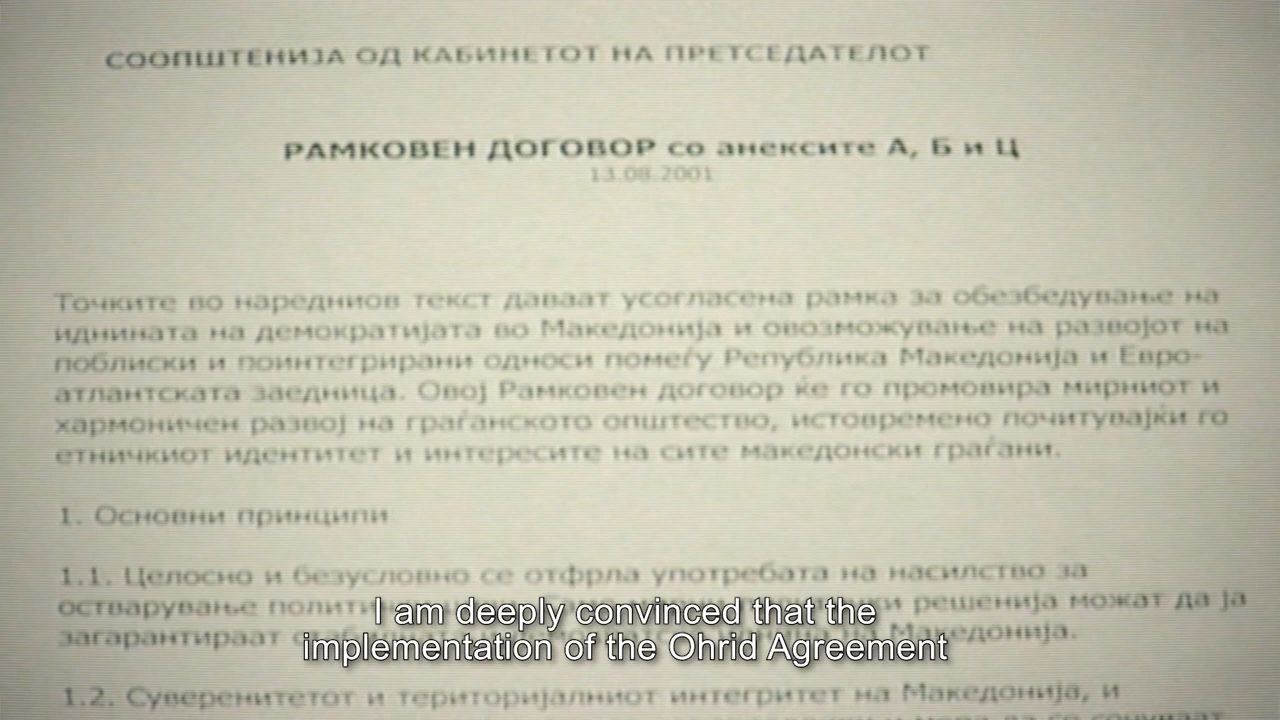 СООПШТЕНИЈА ОД КАБИНЕТОТ НА ПРЕТСЕДАТЕЛОТ
РАМКОВЕН ДОГОВОР со анексите А, Б и Ц
13.08.2001
Точките во наредниов текст даваат усогласена рамка за обезбедување на
иднината на демократијата во Македонија и овозможување на развојот на
поблиски и поинтегрирани односи помеѓу Република Македонија и Евро-
атлантската заедница. Овој Рамковен договор ќе го промовира мирниот и
хармоничен развој на граѓанското општество, истовремено почитувајќи го
етничкиот идентитет и интересите на сите македонски граѓани.
1. Основни принципи
1.1. Целосно и безусловно се отфрла употребата на насилство за
остварување решенија можат да ја
загарантираат на Македонија.
I am deeply convinced that the
implementation of the Ohrid Agreement
1.2. Суверенитетот и територијалниот интегритет на Македонија, и